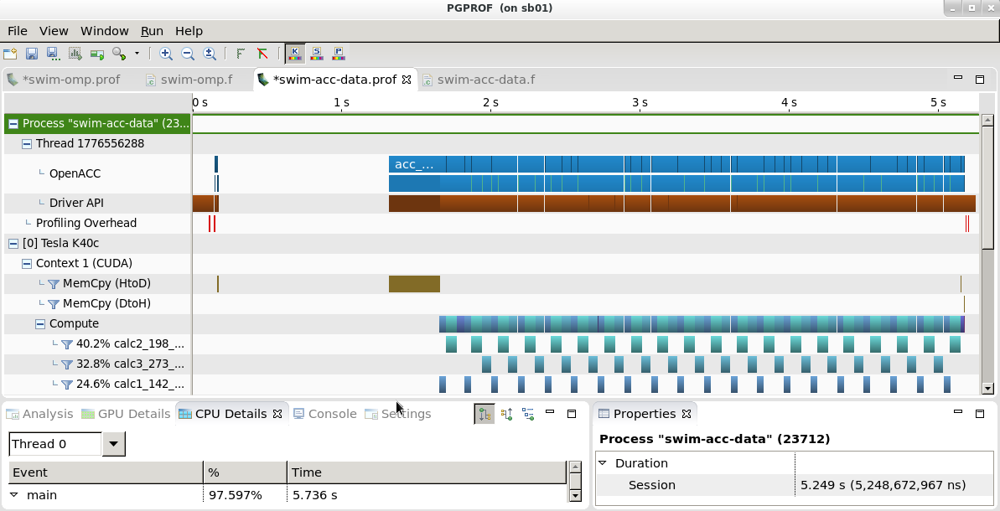 PGPROF (on sb01)
File View Window Run Help
K S P
*swim-omp.prof swim-omp.f *swim-acc-data.prof swim-acc-data.f
0 s 1 s 2 s 3 s 4 s 5 s
Process "swim-acc-data" (23...
Thread 1776556288
OpenACC acc_...
Driver API
Profiling Overhead
[0] Tesla K40c
Context 1 (CUDA)
MemCpy (HtoD)
MemCpy (DtoH)
Compute
40.2% calc2_198_...
32.8% calc3_273_...
24.6% calc1_142_...
Analysis GPU Details CPU Details Console Settings
Thread 0
Event % Time
main 97.597% 5.736 s
Properties
Process "swim-acc-data" (23712)
Duration
Session 5.249 s (5,248,672,967 ns)